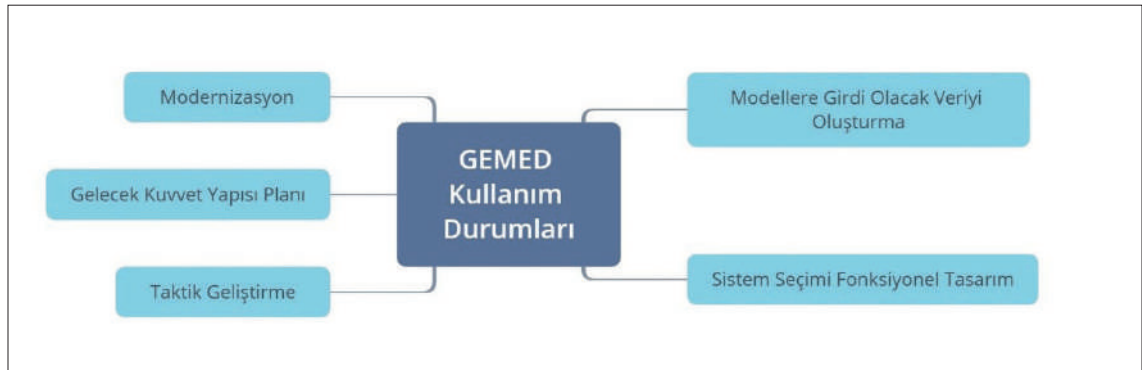 Modernizasyon
Gelecek Kuvvet Yapısı Planı
Taktik Geliştirme
GEMED
Kullanım
Durumları
Modellere Girdi Olacak Veriyi
Oluşturma
Sistem Seçimi Fonksiyonel Tasarım